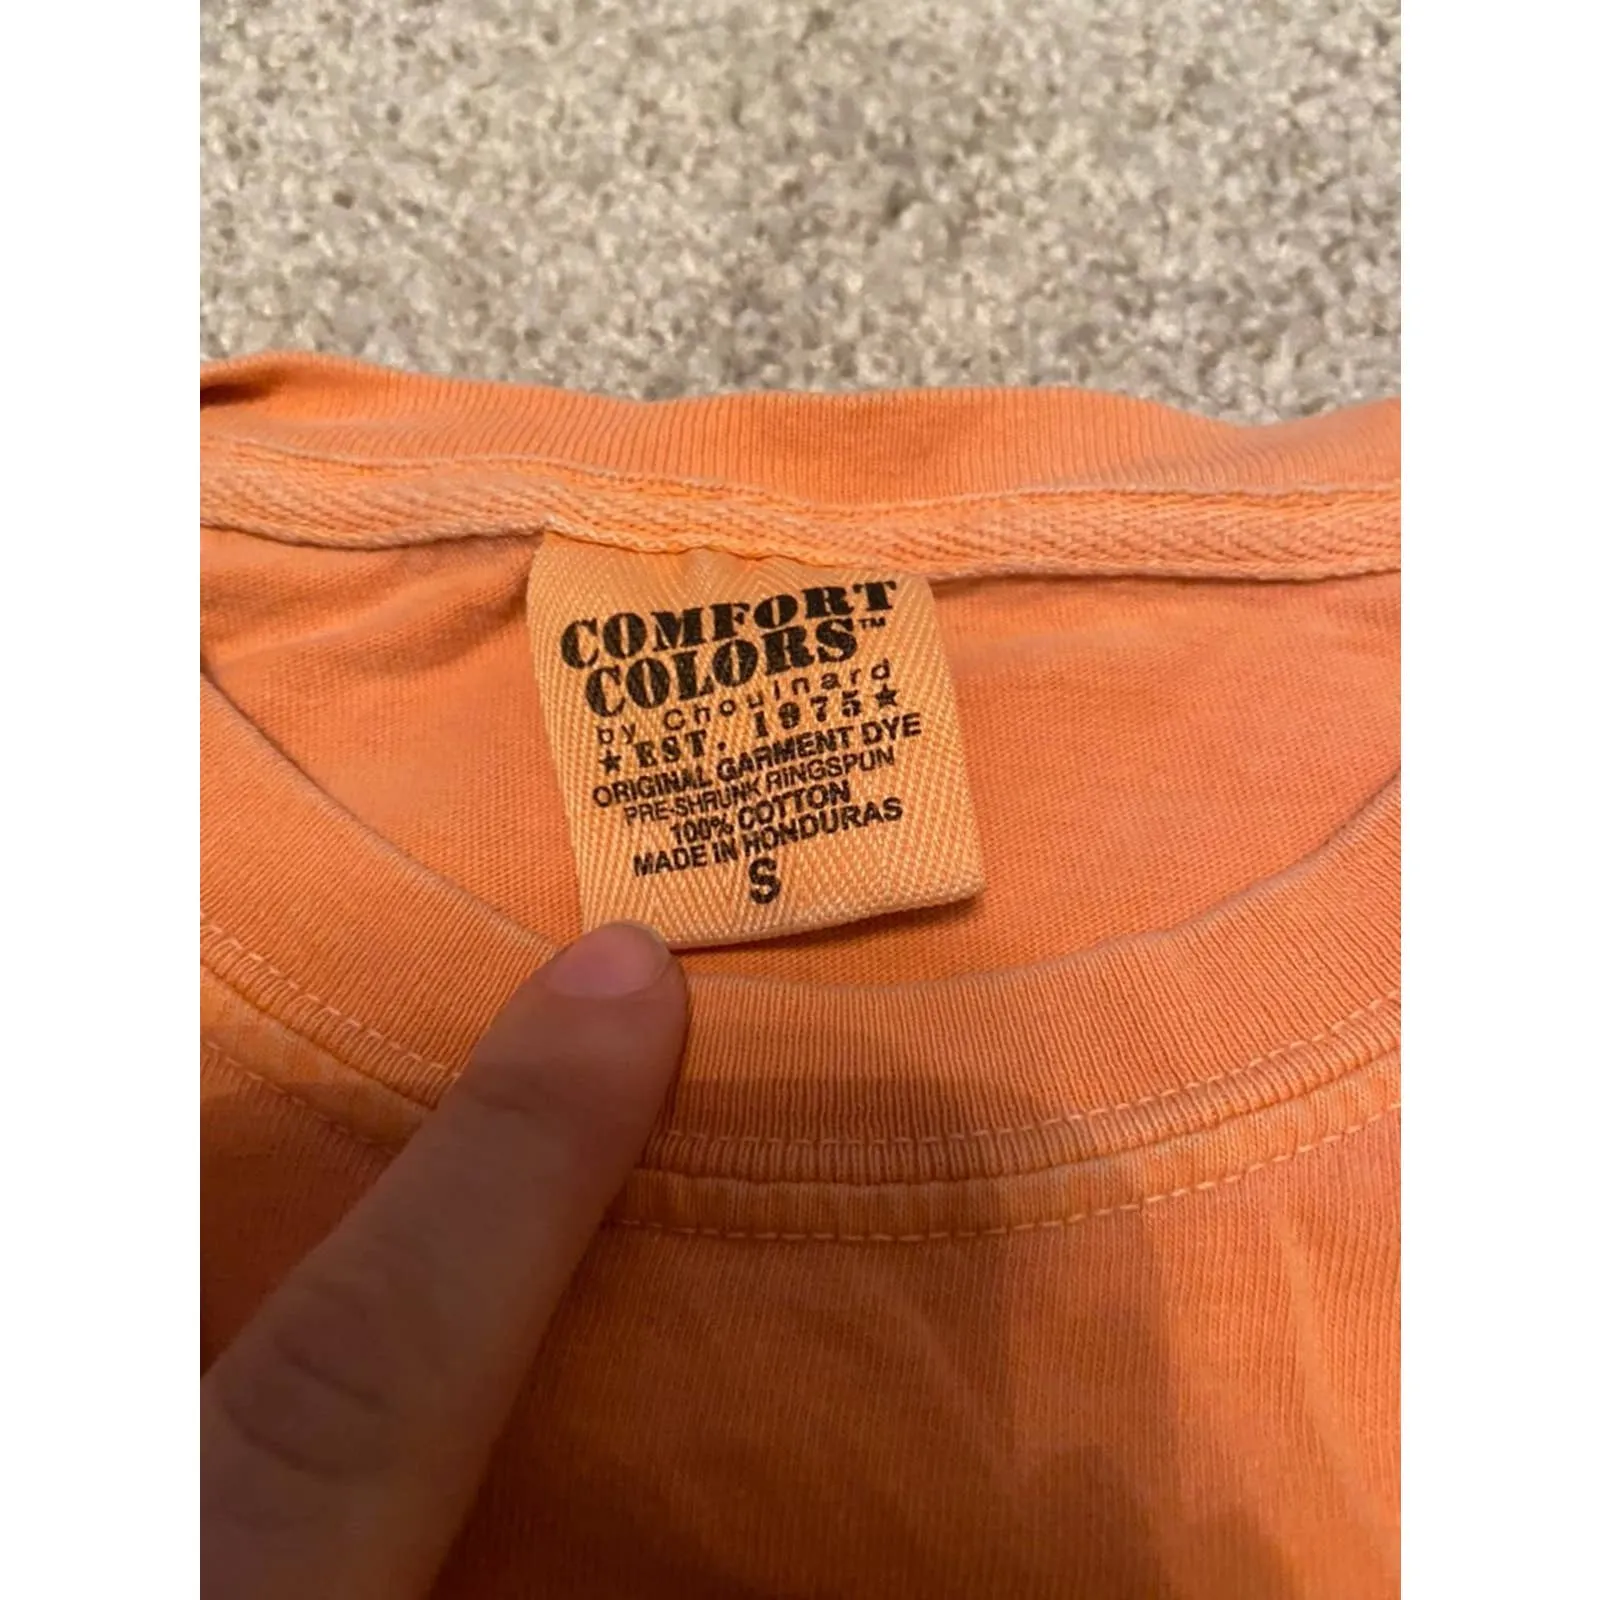 COMFORT
COLORS™
by Chouinard
★ EST. 1975 ★
ORIGINAL GARMENT DYE
PRE-SHRUNK RINGSPUN
100% COTTON
MADE IN HONDURAS
S